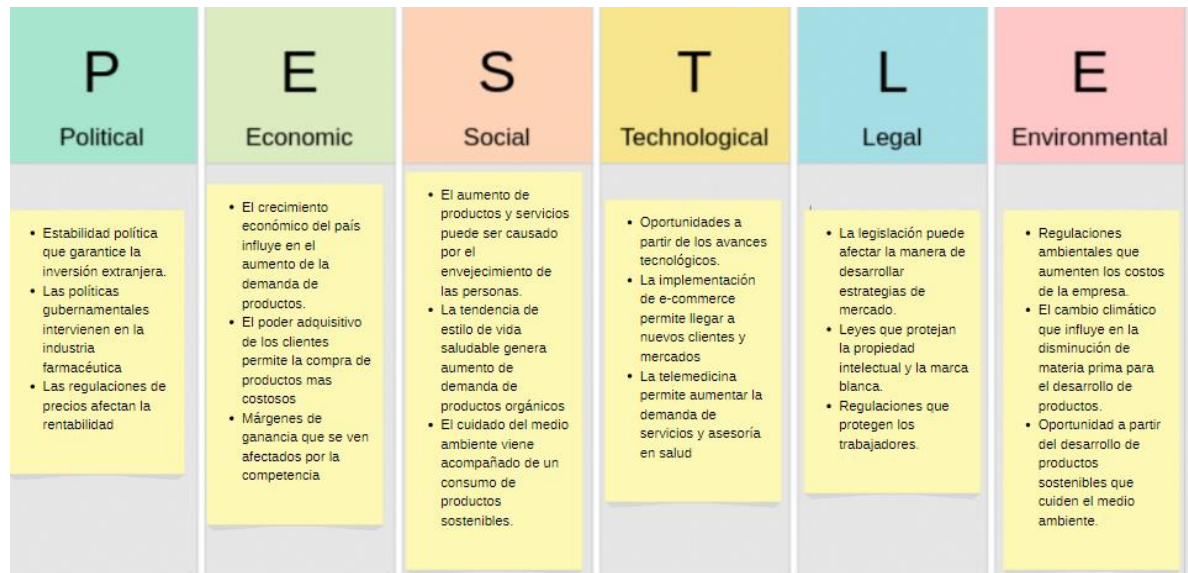 P
Political
• Estabilidad política
que garantice la
inversión extranjera.
• Las políticas
gubernamentales
intervienen en la
industria
farmacéutica
• Las regulaciones de
precios afectan la
rentabilidad
E
Economic
• El crecimiento
económico del país
influye en el
aumento de la
demanda de
productos.
• El poder adquisitivo
de los clientes
permite la compra de
productos mas
costosos
• Márgenes de
ganancia que se ven
afectados por la
competencia
S
Social
• El aumento de
productos y servicios
puede ser causado
por el
envejecimiento de
las personas.
• La tendencia de
estilo de vida
saludable genera
aumento de
demanda de
productos orgánicos
• El cuidado del medio
ambiente viene
acompañado de un
consumo de
productos
sostenibles.
T
Technological
• Oportunidades a
partir de los avances
tecnológicos.
• La implementación
de e-commerce
permite llegar a
nuevos clientes y
mercados
• La telemedicina
permite aumentar la
demanda de
servicios y asesoría
en salud
L
Legal
• La legislación puede
afectar la manera de
desarrollar
estrategias de
mercado.
• Leyes que protejan
la propiedad
intelectual y la marca
blanca.
• Regulaciones que
protegen los
trabajadores.
E
Environmental
• Regulaciones
ambientales que
aumenten los costos
de la empresa.
• El cambio climático
que influye en la
disminución de
materia prima para
el desarrollo de
productos.
• Oportunidad a partir
del desarrollo de
productos
sostenibles que
cuiden el medio
ambiente.